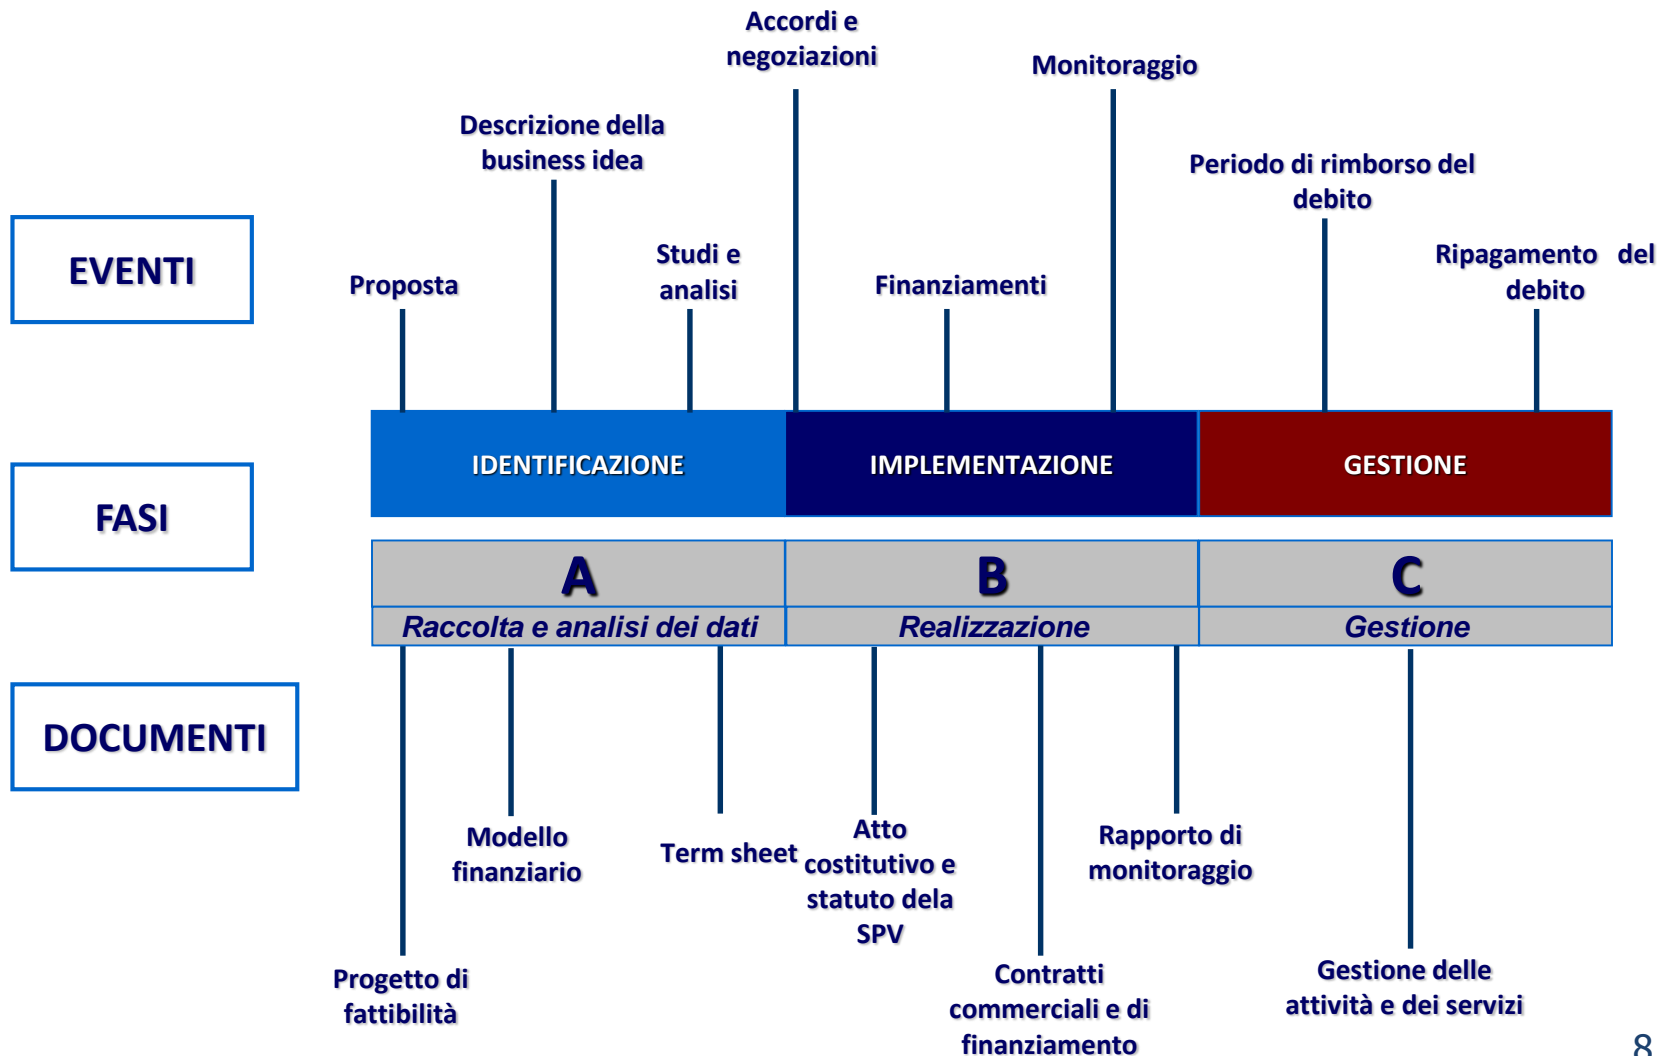 Accordi e
negoziazioni
Monitoraggio
Descrizione della
business idea
Periodo di rimborso del
debito
EVENTI
Proposta
Studi e
analisi
Finanziamenti
Ripagamento del
debito
FASI
IDENTIFICAZIONE
IMPLEMENTAZIONE
GESTIONE
A
B
C
Raccolta e analisi dei dati
Realizzazione
Gestione
DOCUMENTI
Modello
finanziario
Term sheet
Atto
costitutivo e
statuto dela
SPV
Rapporto di
monitoraggio
Progetto di
fattibilità
Contratti
commerciali e di
finanziamento
Gestione delle
attività e dei servizi
8